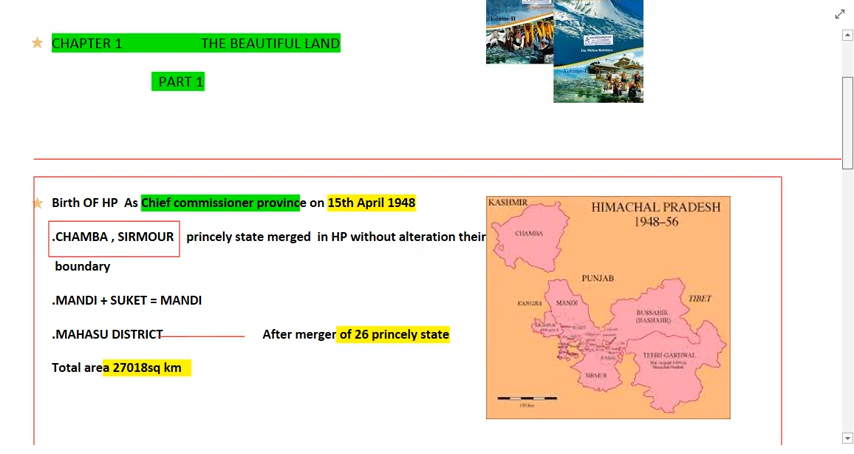 Volume-II
CHAPTER 1 THE BEAUTIFUL LAND
PART 1
Birth OF HP As Chief commissioner province on 15th April 1948
.CHAMBA , SIRMOUR princely state merged in HP without alteration their
boundary
.MANDI + SUKET = MANDI
.MAHASU DISTRICT After merger of 26 princely state
Total area 27018sq km
KASHMIR
HIMACHAL PRADESH
1948–56
CHAMBA
PUNJAB
KANGRA
MANDI
TIBET
BUSSAHIR
(BASHAHR)
TEHRI-GARHWAL
SIRMUR